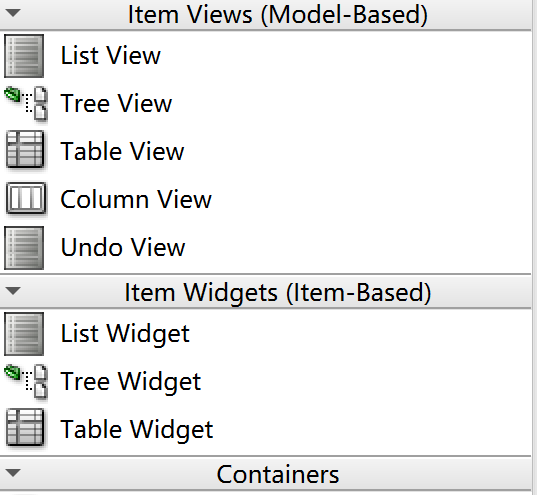 Item Views (Model-Based)
List View
Tree View
Table View
Column View
Undo View
Item Widgets (Item-Based)
List Widget
Tree Widget
Table Widget
Containers